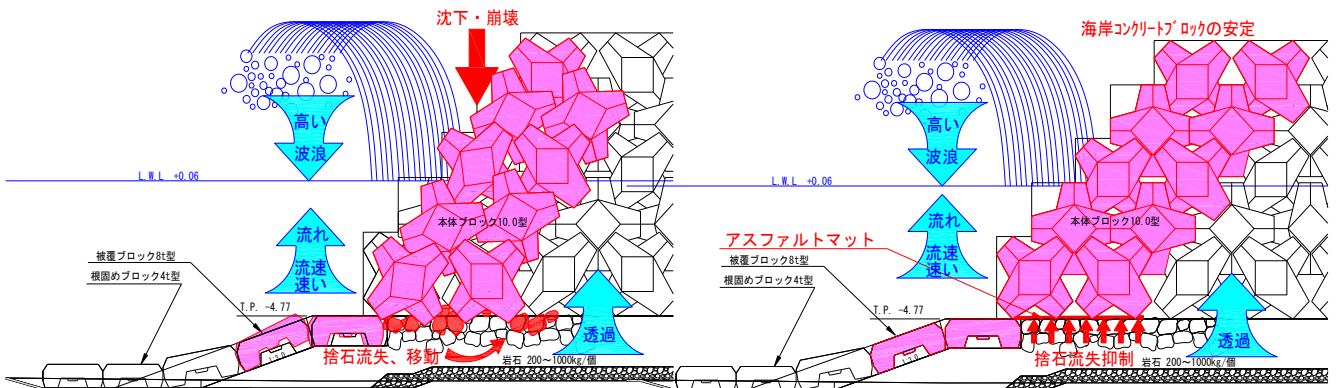 沈下・崩壊
高い
波浪
L.W.L +0.06
流れ
流速
速い
本体ブロック10.0型
被覆ブロック8t型
根固めブロック4t型
T.P. -4.77
1:3.0
透過
捨石流失、移動
岩石 200～1000kg/個
海岸コンクリートブロックの安定
高い
波浪
L.W.L +0.06
流れ
流速
速い
本体ブロック10.0型
アスファルトマット
被覆ブロック8t型
根固めブロック4t型
T.P. -4.77
1:3.0
透過
捨石流失抑制
岩石 200～1000kg/個